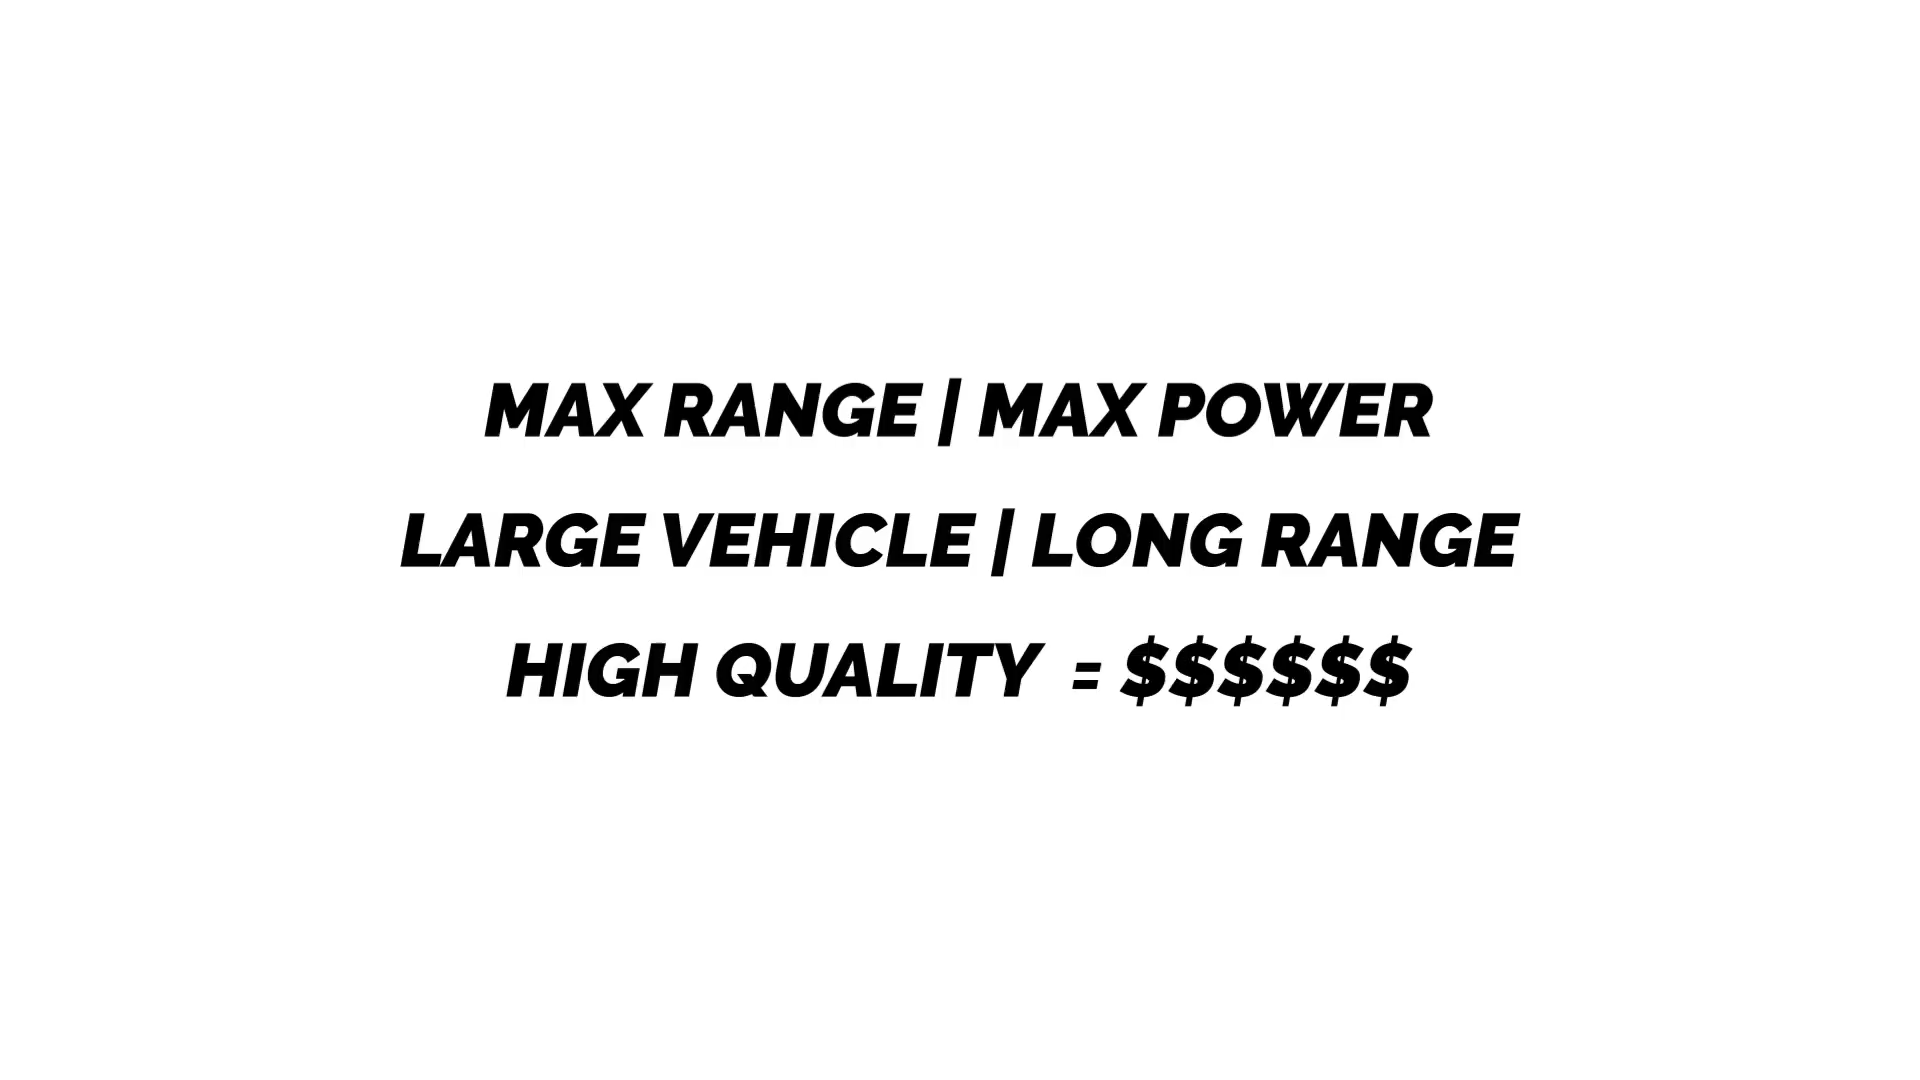 MAX RANGE | MAX POWER
LARGE VEHICLE | LONG RANGE
HIGH QUALITY = $$$$$$